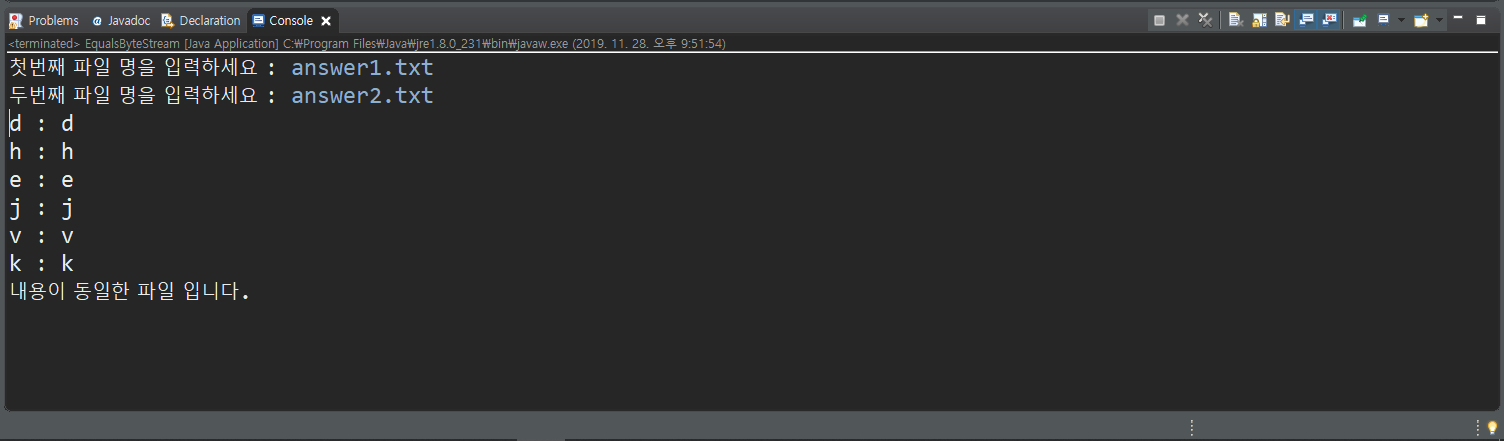 Problems @ Javadoc Declaration Console
<terminated> EqualsByteStream [Java Application] C:₩Program Files₩Java₩jre1.8.0_231₩bin₩javaw.exe (2019. 11. 28. 오후 9:51:54)
첫번째 파일 명을 입력하세요 : answer1.txt
두번째 파일 명을 입력하세요 : answer2.txt
d : d
h : h
e : e
j : j
v : v
k : k
내용이 동일한 파일 입니다.